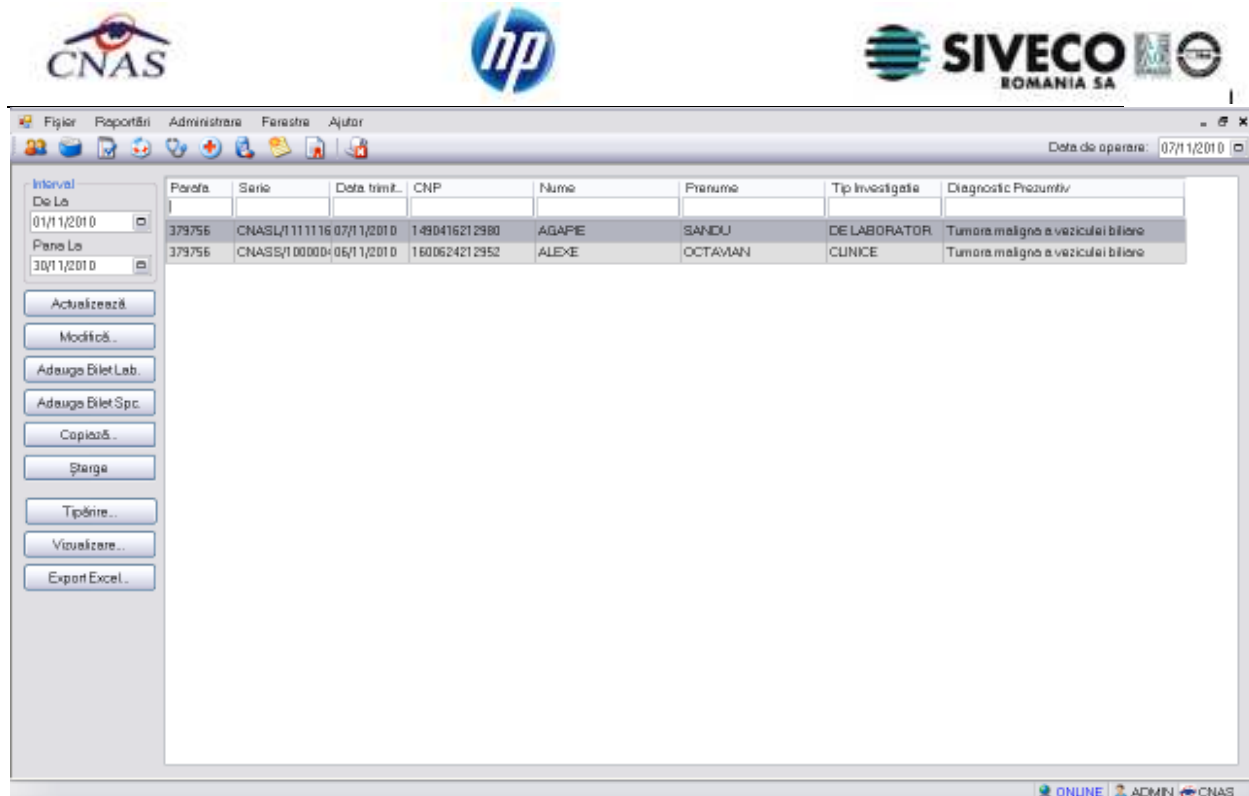 CNAS
hp
SIVECO
ROMANIA SA
Fişier Raportări Administrare Ferestre Ajutor
Data de operare: 07/11/2010
Interval
De La
01/11/2010
Pana La
30/11/2010
Actualizează
Modifică...
Adauga Bilet Lab.
Adauga Bilet Spc.
Copiază...
Şterge
Tipărire...
Vizualizare...
Export Excel...
Parafa Serie Data trimit... CNP Nume Prenume Tip Investigatie Diagnostic Prezumtiv
379756 CNASL/1111116 07/11/2010 1490416212980 AGAPIE SANDU DE LABORATOR Tumora maligna a vezicului biliare
379756 CNASS/100000 06/11/2010 1600624212952 ALEXE OCTAVIAN CLINICE Tumora maligna a vezicului biliare
ONLINE ADMIN CNAS